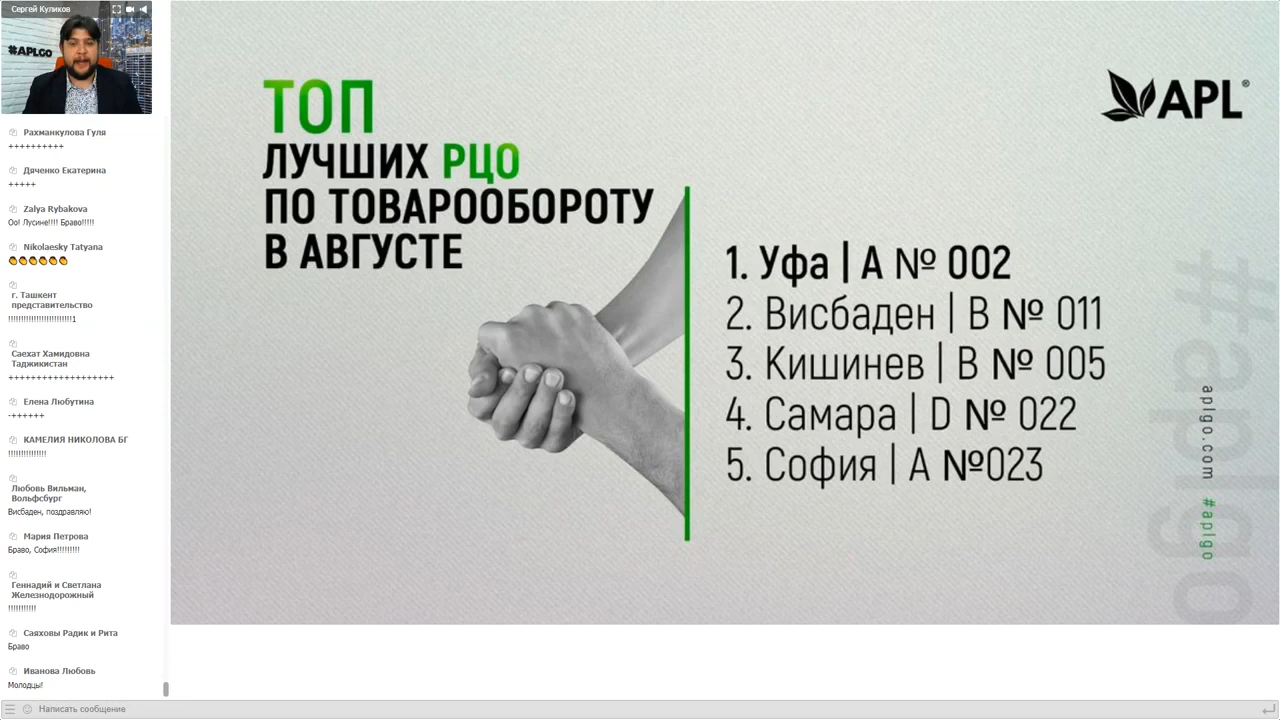 Сергей Куликов
#APLGO
Рахманкулова Гуля
++++++++++
Дяченко Екатерина
+++++
Zalya Rybakova
Оо! Лусине!!!! Браво!!!!!
Nikolaesky Tatyana
👏👏👏👏👏👏
г. Ташкент
представительство
!!!!!!!!!!!!!!!!!!!!!!!!!!1
Саехат Хамидовна
Таджикистан
+++++++++++++++++++
Елена Любутина
-++++++
КАМЕЛИЯ НИКОЛОВА БГ
!!!!!!!!!!!!!!!
Любовь Вильман,
Вольфсбург
Висбаден, поздравляю!
Мария Петрова
Браво, София!!!!!!!!!
Геннадий и Светлана
Железнодорожный
!!!!!!!!!!!
Саяховы Радик и Рита
Браво
Иванова Любовь
Молодцы!
Написать сообщение
ТОП
ЛУЧШИХ РЦО
ПО ТОВАРООБОРОТУ
В АВГУСТЕ
APL®
1. Уфа | A № 002
2. Висбаден | B № 011
3. Кишинев | B № 005
4. Самара | D № 022
5. София | A №023
aplgo.com #aplgo
#aplgo